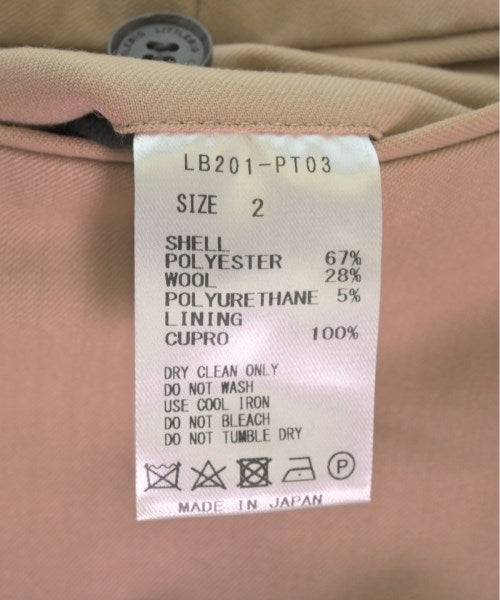 LB201-PT03
SIZE 2
SHELL
POLYESTER 67%
WOOL 28%
POLYURETHANE 5%
LINING
CUPRO 100%
DRY CLEAN ONLY
DO NOT WASH
USE COOL IRON
DO NOT BLEACH
DO NOT TUMBLE DRY
P
MADE IN JAPAN